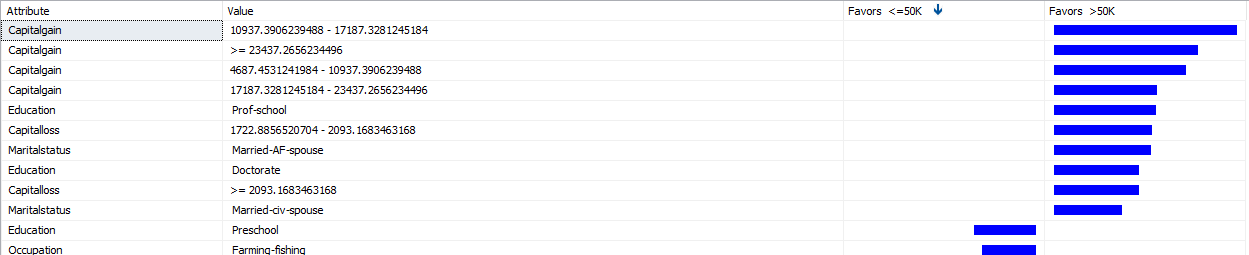 Attribute Value Favors <=50K Favors >50K
Capitalgain 10937.3906239488 - 17187.3281245184
Capitalgain >= 23437.2656234496
Capitalgain 4687.4531241984 - 10937.3906239488
Capitalgain 17187.3281245184 - 23437.2656234496
Education Prof-school
Capitalloss 1722.8856520704 - 2093.1683463168
Maritalstatus Married-AF-spouse
Education Doctorate
Capitalloss >= 2093.1683463168
Maritalstatus Married-civ-spouse
Education Preschool
Occupation Farming-fishing